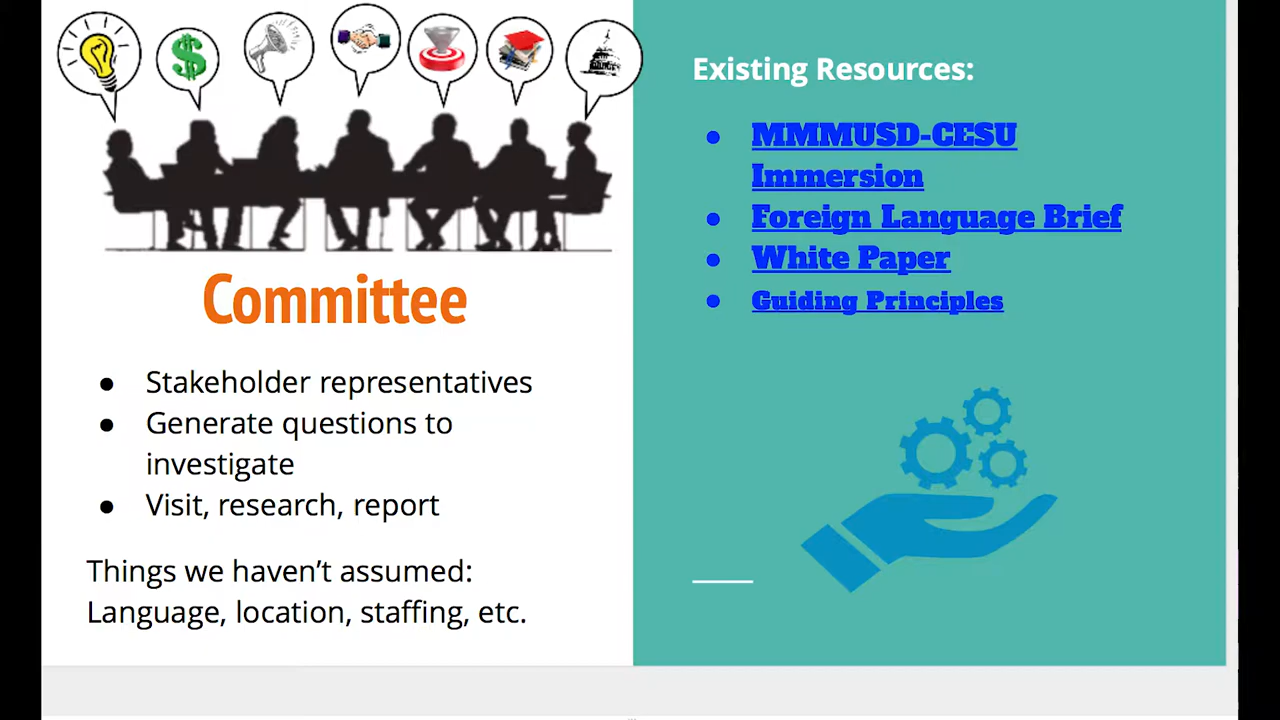 Committee
● Stakeholder representatives
● Generate questions to
investigate
● Visit, research, report
Things we haven't assumed:
Language, location, staffing, etc.
Existing Resources:
● MMMUSD-CESU
Immersion
● Foreign Language Brief
● White Paper
● Guiding Principles